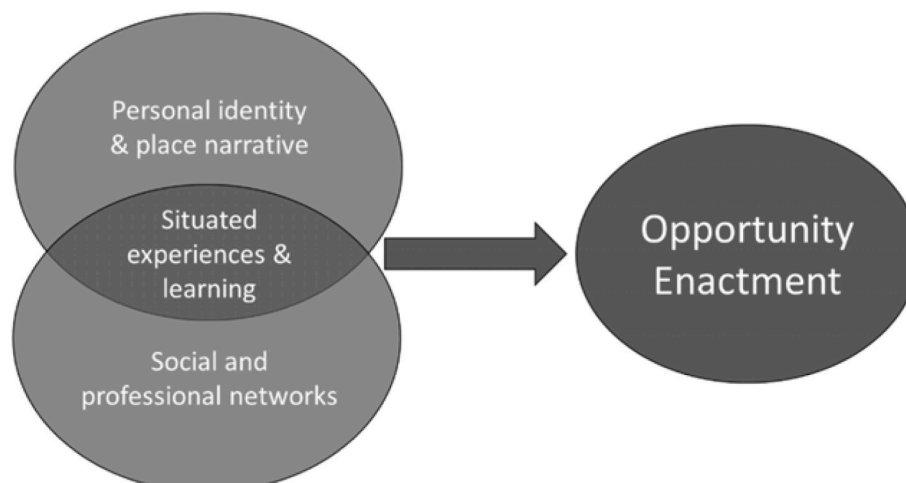 Personal identity
& place narrative
Situated
experiences &
learning
Social and
professional networks
Opportunity
Enactment